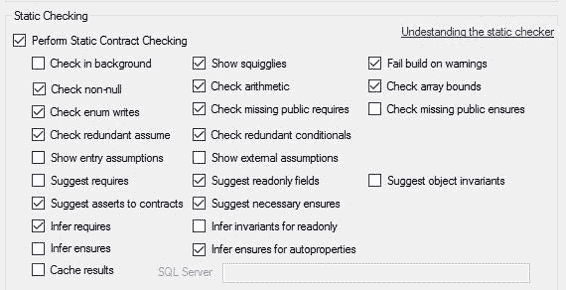 Static Checking
Undestanding the static checker
Perform Static Contract Checking
Check in background Show squigglies Fail build on warnings
Check non-null Check arithmetic Check array bounds
Check enum writes Check missing public requires Check missing public ensures
Check redundant assume Check redundant conditionals
Show entry assumptions Show external assumptions
Suggest requires Suggest readonly fields Suggest object invariants
Suggest asserts to contracts Suggest necessary ensures
Infer requires Infer invariants for readonly
Infer ensures Infer ensures for autoproperties
Cache results SQL Server